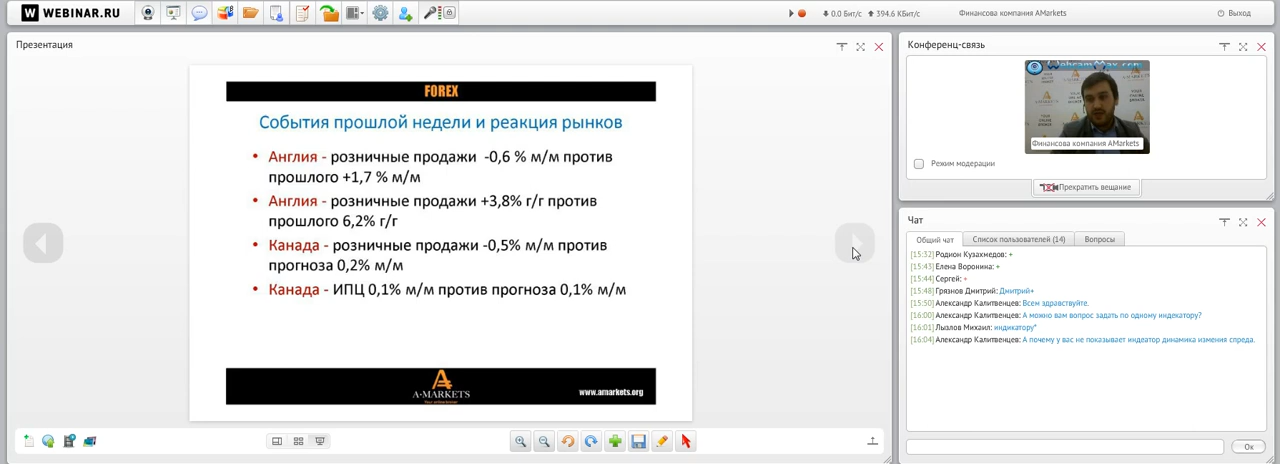 WEBINAR.RU
0.0 Бит/с
394.6 КБит/с
Финансова компания AMarkets
Выход
Презентация
FOREX
События прошлой недели и реакция рынков
• Англия - розничные продажи -0,6 % м/м против
прошлого +1,7 % м/м
• Англия - розничные продажи +3,8% г/г против
прошлого 6,2% г/г
• Канада - розничные продажи -0,5% м/м против
прогноза 0,2% м/м
• Канада - ИПЦ 0,1% м/м против прогноза 0,1% м/м
A-MARKETS
www.amarkets.org
Конференц-связь
WebcamMax.com
Финансова компания AMarkets
Режим модерации
Прекратить вещание
Чат
Общий чат
Список пользователей (14)
Вопросы
[15:32] Родион Кузахмедов: +
[15:43] Елена Воронина: +
[15:44] Сергей: +
[15:48] Грязнов Дмитрий: Дмитрий+
[15:50] Александр Калитвенцев: Всем здравствуйте.
[16:00] Александр Калитвенцев: А можно вам вопрос задать по одному индекатору?
[16:01] Лызлов Михаил: индикатору*
[16:04] Александр Калитвенцев: А почему у вас не показывает индеатор динамика измения спреда.
Ок